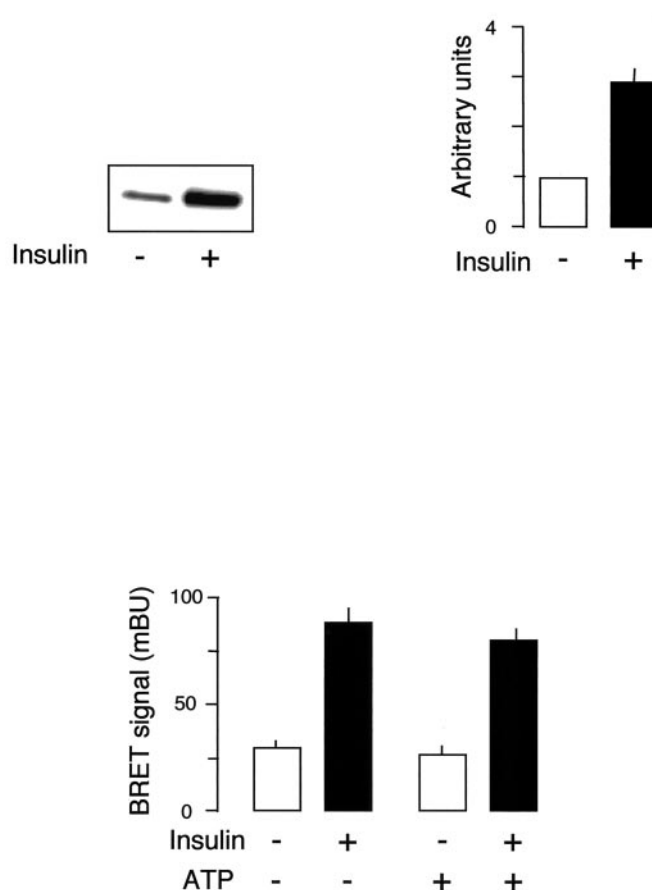 Insulin - +
Arbitrary units
4
0
Insulin - +
BRET signal (mBU)
100
50
0
Insulin - + - +
ATP - - + +